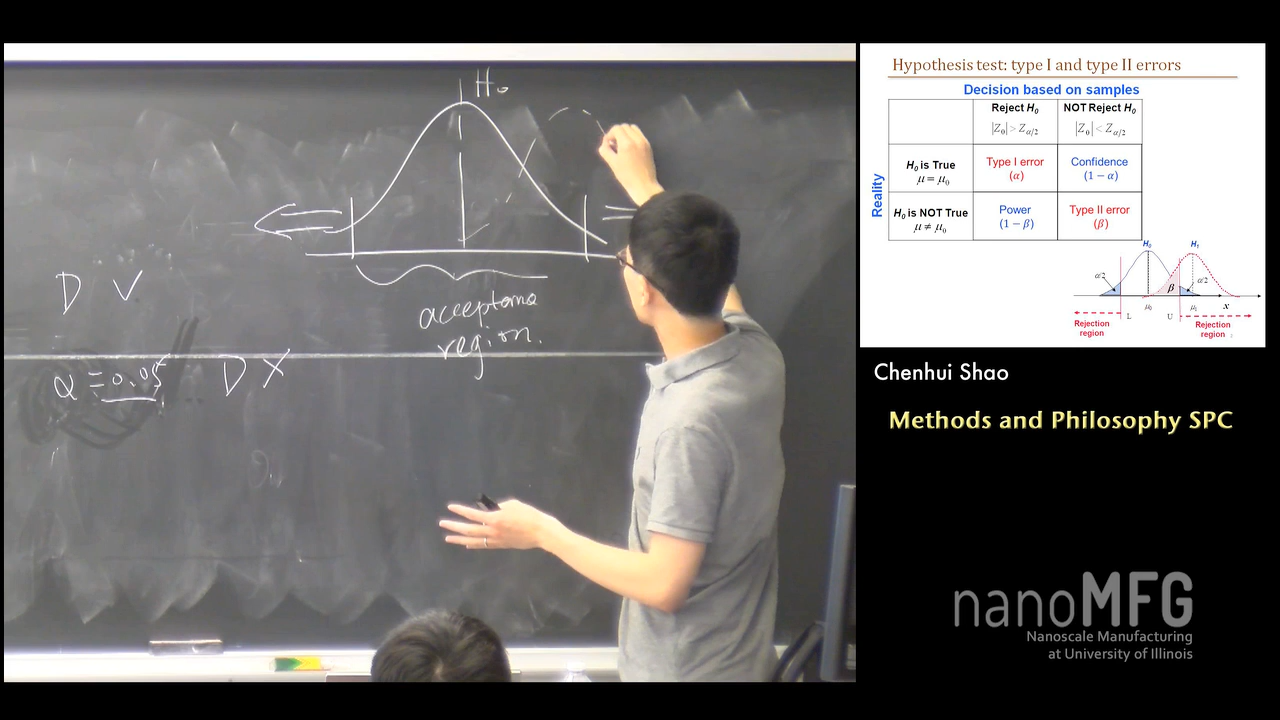 H₀
acceptama
region.
D V
α = 0.05 D X
Hypothesis test: type I and type II errors
Decision based on samples
Reject H₀ NOT Reject H₀
|Z₀| > Z_{α/2} |Z₀| < Z_{α/2}
Reality
H₀ is True Type I error Confidence
μ = μ₀ (α) (1 − α)
H₀ is NOT True Power Type II error
μ ≠ μ₀ (1 − β) (β)
H₀ H₁
α/2 β α/2
μ₀ μ₁ x
L U
Rejection region
Rejection region
Chenhui Shao
Methods and Philosophy SPC
nanoMFG
Nanoscale Manufacturing
at University of Illinois